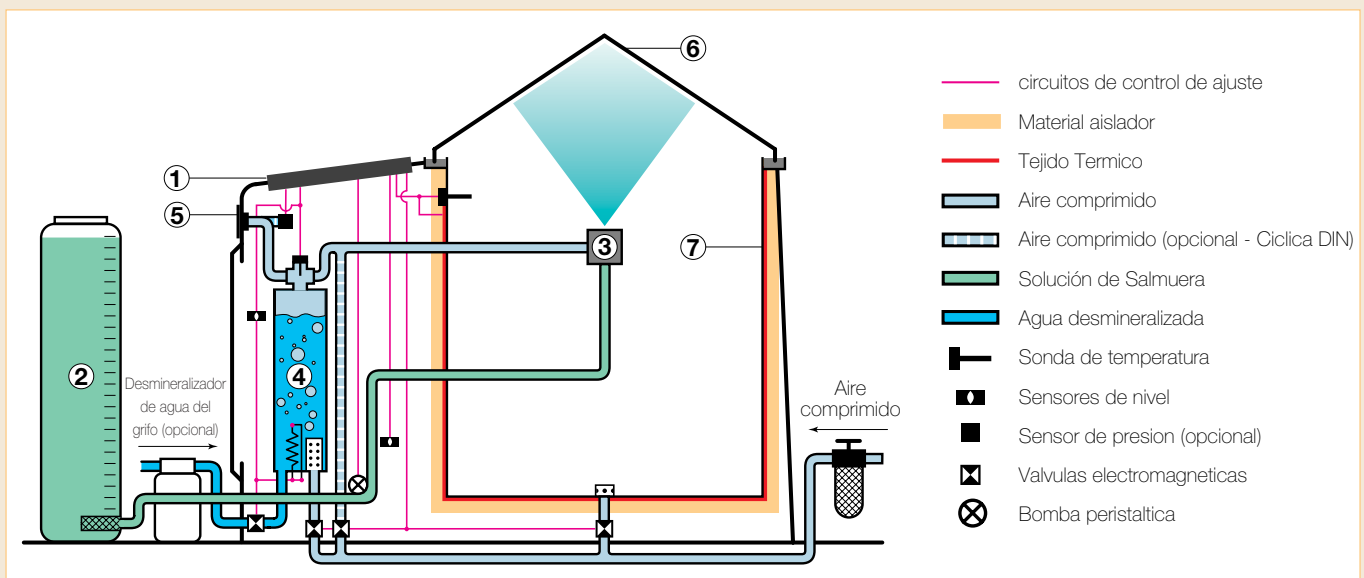 6
1
5
3
7
2
4
Desmineralizador
de agua del
grifo (opcional)
Aire
comprimido
circuitos de control de ajuste
Material aislador
Tejido Termico
Aire comprimido
Aire comprimido (opcional - Ciclica DIN)
Solución de Salmuera
Agua desmineralizada
Sonda de temperatura
Sensores de nivel
Sensor de presion (opcional)
Valvulas electromagneticas
Bomba peristaltica